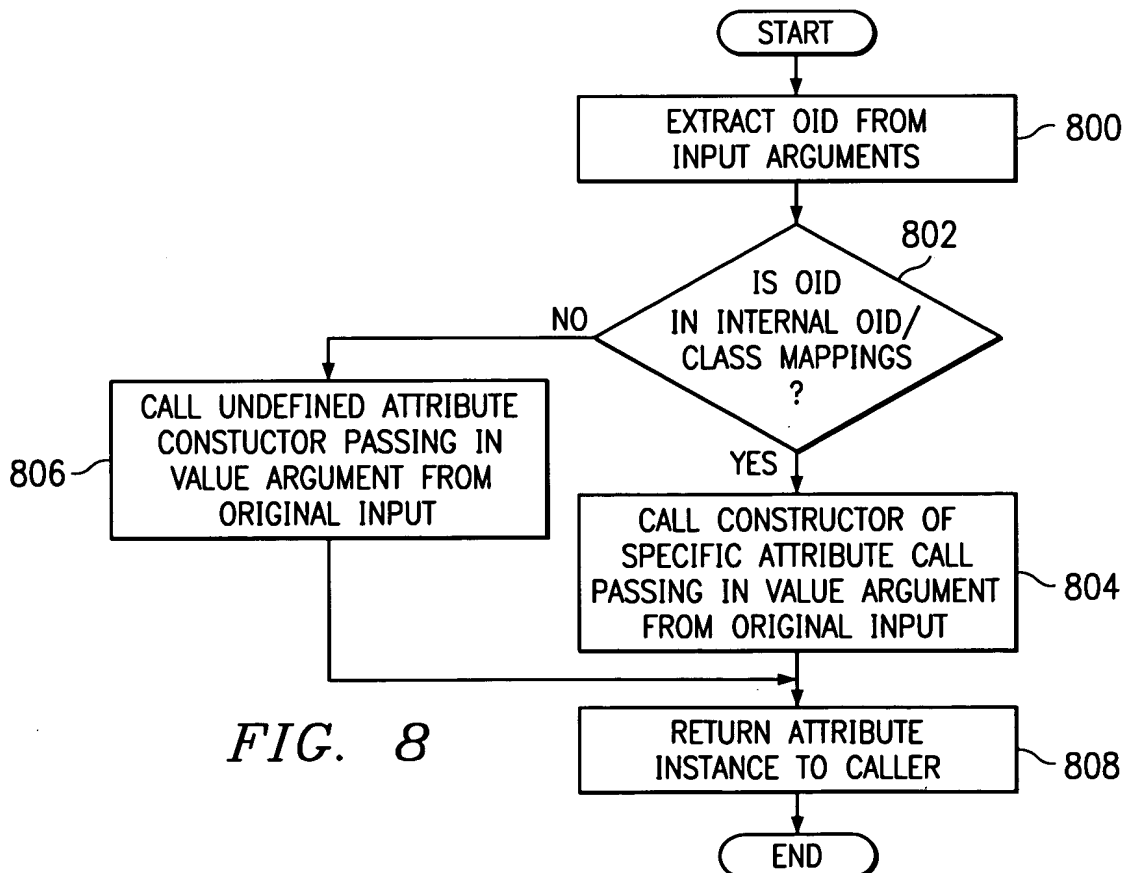 START
EXTRACT OID FROM
INPUT ARGUMENTS
800
802
IS OID
IN INTERNAL OID/
CLASS MAPPINGS
?
NO
YES
CALL UNDEFINED ATTRIBUTE
CONSTUCTOR PASSING IN
VALUE ARGUMENT FROM
ORIGINAL INPUT
806
CALL CONSTRUCTOR OF
SPECIFIC ATTRIBUTE CALL
PASSING IN VALUE ARGUMENT
FROM ORIGINAL INPUT
804
RETURN ATTRIBUTE
INSTANCE TO CALLER
808
END
FIG. 8